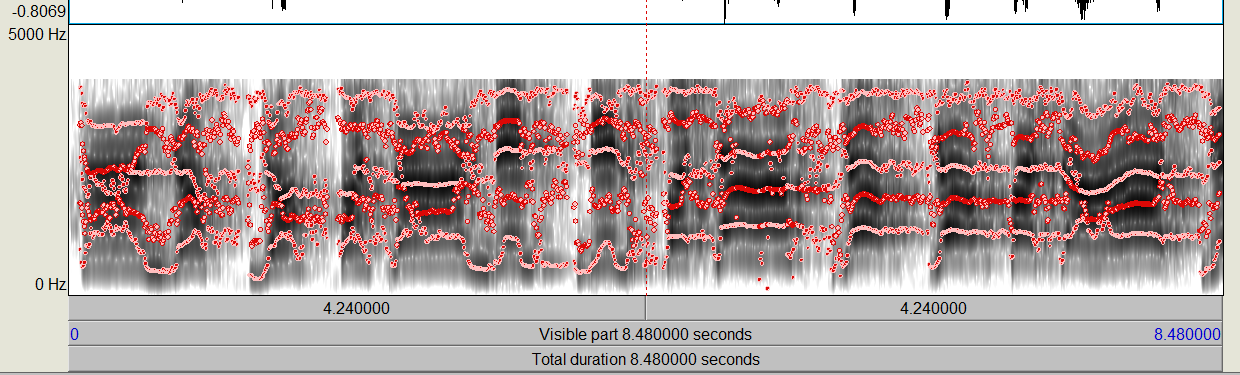 -0.8069
5000 Hz
0 Hz
4.240000 4.240000
0 Visible part 8.480000 seconds 8.480000
Total duration 8.480000 seconds